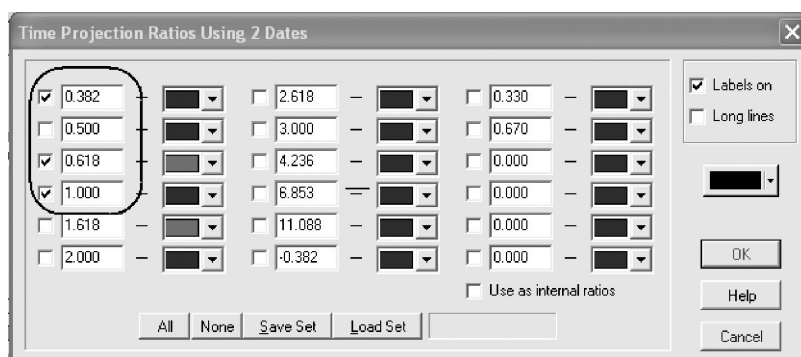 Time Projection Ratios Using 2 Dates
0.382 2.618 0.330
0.500 3.000 0.670
0.618 4.236 0.000
1.000 6.853 0.000
1.618 11.088 0.000
2.000 -0.382 0.000
Use as internal ratios
All None Save Set Load Set
Labels on
Long lines
OK
Help
Cancel